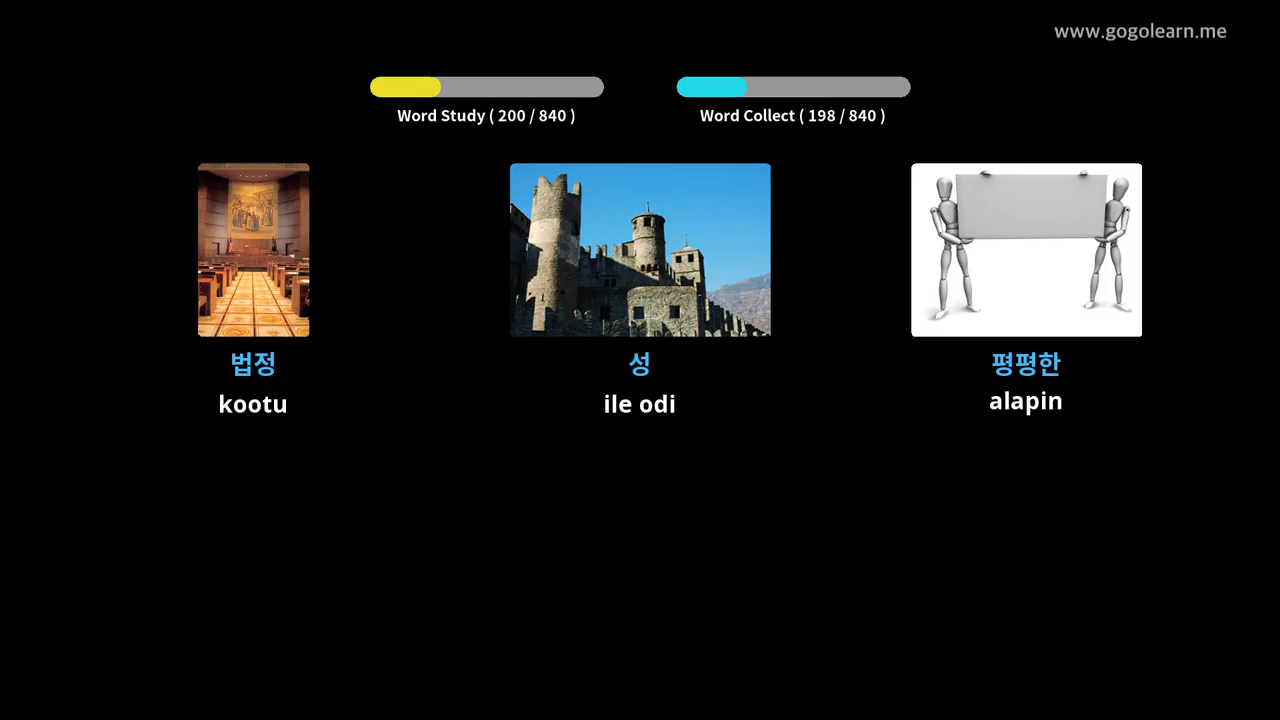 www.gogolearn.me
Word Study ( 200 / 840 )
Word Collect ( 198 / 840 )
법정
성
평평한
kootu
ile odi
alapin